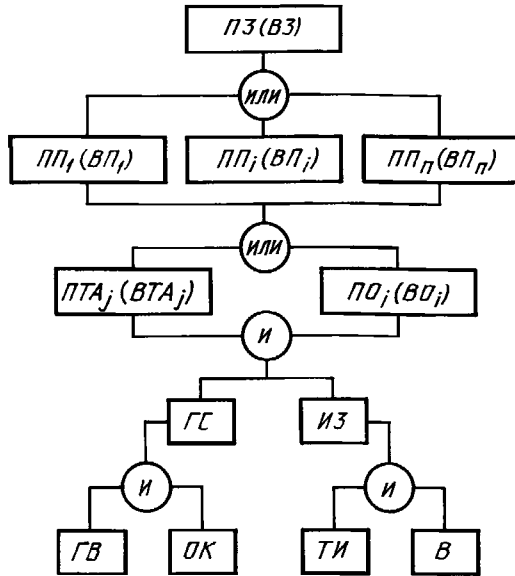 ПЗ(ВЗ)
ИЛИ
ПП₁(ВП₁) ППᵢ(ВПᵢ) ППₙ(ВПₙ)
ИЛИ
ПТАⱼ(ВТАⱼ) ПОᵢ(ВОᵢ)
И
ГС ИЗ
И И
ГВ ОК ТИ В